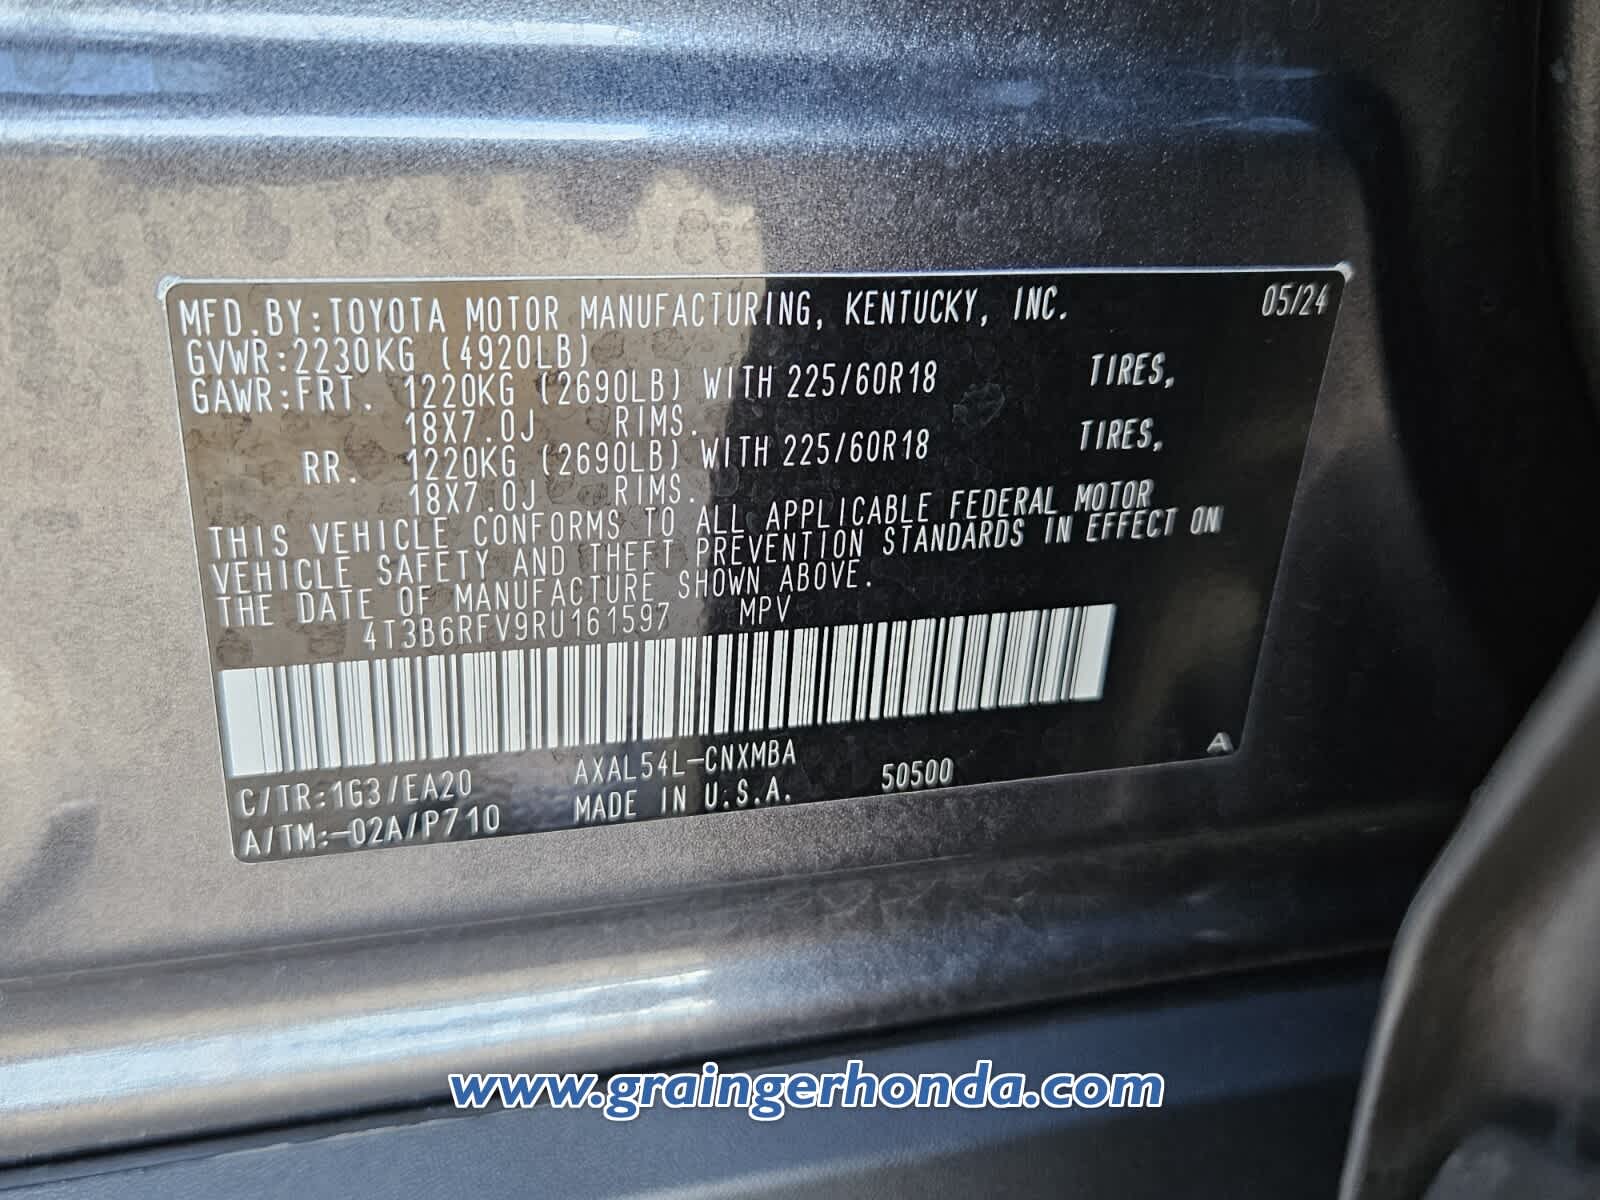 MFD.BY:TOYOTA MOTOR MANUFACTURING, KENTUCKY, INC. 05/24
GVWR:2230KG (4920LB)
GAWR:FRT. 1220KG (2690LB) WITH 225/60R18 TIRES,
18X7.0J RIMS.
RR. 1220KG (2690LB) WITH 225/60R18 TIRES,
18X7.0J RIMS.
THIS VEHICLE CONFORMS TO ALL APPLICABLE FEDERAL MOTOR
VEHICLE SAFETY AND THEFT PREVENTION STANDARDS IN EFFECT ON
THE DATE OF MANUFACTURE SHOWN ABOVE.
4T3B6RFV9RU161597 MPV
C/TR:1G3/EA20 AXAL54L-CNXMBA 50500 A
A/TM:-02A/P710 MADE IN U.S.A.
www.graingerhonda.com